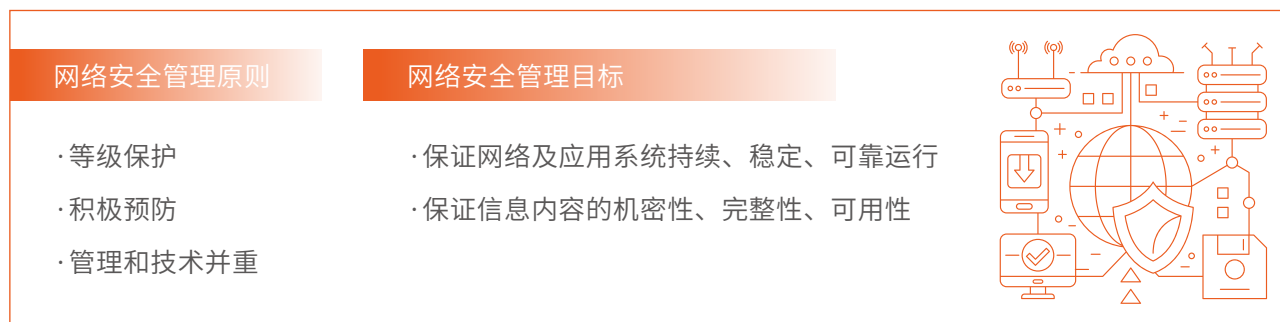 网络安全管理原则
·等级保护
·积极预防
·管理和技术并重
网络安全管理目标
·保证网络及应用系统持续、稳定、可靠运行
·保证信息内容的机密性、完整性、可用性